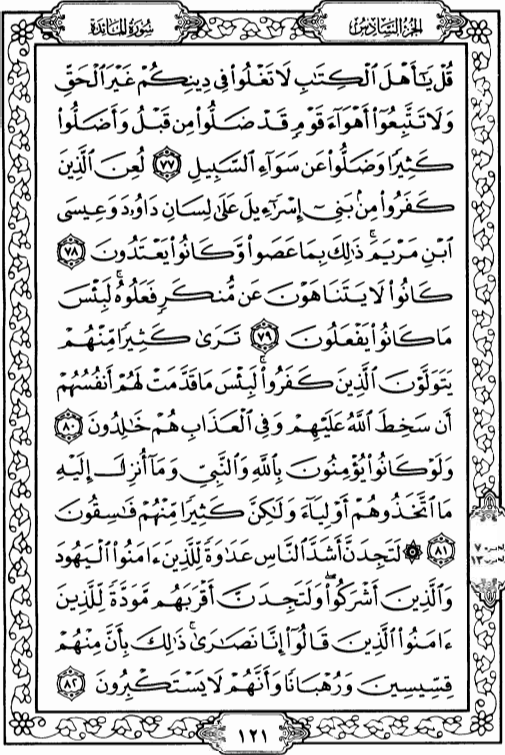 الجزء السادس
سورة المائدة
قُلْ يَٰٓأَهْلَ ٱلْكِتَٰبِ لَا تَغْلُوا۟ فِى دِينِكُمْ غَيْرَ ٱلْحَقِّ
وَلَا تَتَّبِعُوٓا۟ أَهْوَآءَ قَوْمٍ قَدْ ضَلُّوا۟ مِن قَبْلُ وَأَضَلُّوا۟
كَثِيرًا وَضَلُّوا۟ عَن سَوَآءِ ٱلسَّبِيلِ ٧٧ لُعِنَ ٱلَّذِينَ
كَفَرُوا۟ مِنۢ بَنِىٓ إِسْرَٰٓءِيلَ عَلَىٰ لِسَانِ دَاوُۥدَ وَعِيسَى
ٱبْنِ مَرْيَمَ ۚ ذَٰلِكَ بِمَا عَصَوا۟ وَّكَانُوا۟ يَعْتَدُونَ ٧٨
كَانُوا۟ لَا يَتَنَاهَوْنَ عَن مُّنكَرٍ فَعَلُوهُ ۚ لَبِئْسَ
مَا كَانُوا۟ يَفْعَلُونَ ٧٩ تَرَىٰ كَثِيرًا مِّنْهُمْ
يَتَوَلَّوْنَ ٱلَّذِينَ كَفَرُوا۟ ۚ لَبِئْسَ مَا قَدَّمَتْ لَهُمْ أَنفُسُهُمْ
أَن سَخِطَ ٱللَّهُ عَلَيْهِمْ وَفِى ٱلْعَذَابِ هُمْ خَٰلِدُونَ ٨٠
وَلَوْ كَانُوا۟ يُؤْمِنُونَ بِٱللَّهِ وَٱلنَّبِىِّ وَمَآ أُنزِلَ إِلَيْهِ
مَا ٱتَّخَذُوهُمْ أَوْلِيَآءَ وَلَٰكِنَّ كَثِيرًا مِّنْهُمْ فَٰسِقُونَ
٨١ ۞ لَتَجِدَنَّ أَشَدَّ ٱلنَّاسِ عَدَٰوَةً لِّلَّذِينَ ءَامَنُوا۟ ٱلْيَهُودَ
وَٱلَّذِينَ أَشْرَكُوا۟ ۖ وَلَتَجِدَنَّ أَقْرَبَهُم مَّوَدَّةً لِّلَّذِينَ
ءَامَنُوا۟ ٱلَّذِينَ قَالُوٓا۟ إِنَّا نَصَٰرَىٰ ۚ ذَٰلِكَ بِأَنَّ مِنْهُمْ
قِسِّيسِينَ وَرُهْبَانًا وَأَنَّهُمْ لَا يَسْتَكْبِرُونَ ٨٢
٧
١٣
١٢١